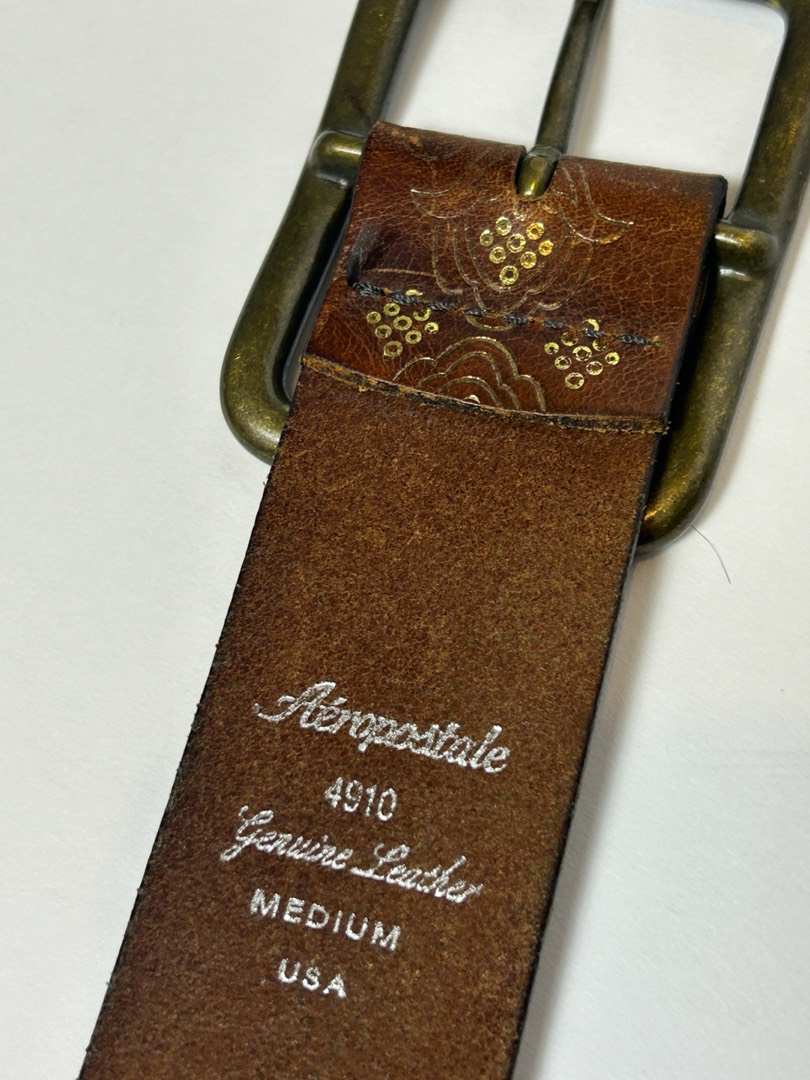 Aéropostale
4910
Genuine Leather
MEDIUM
USA